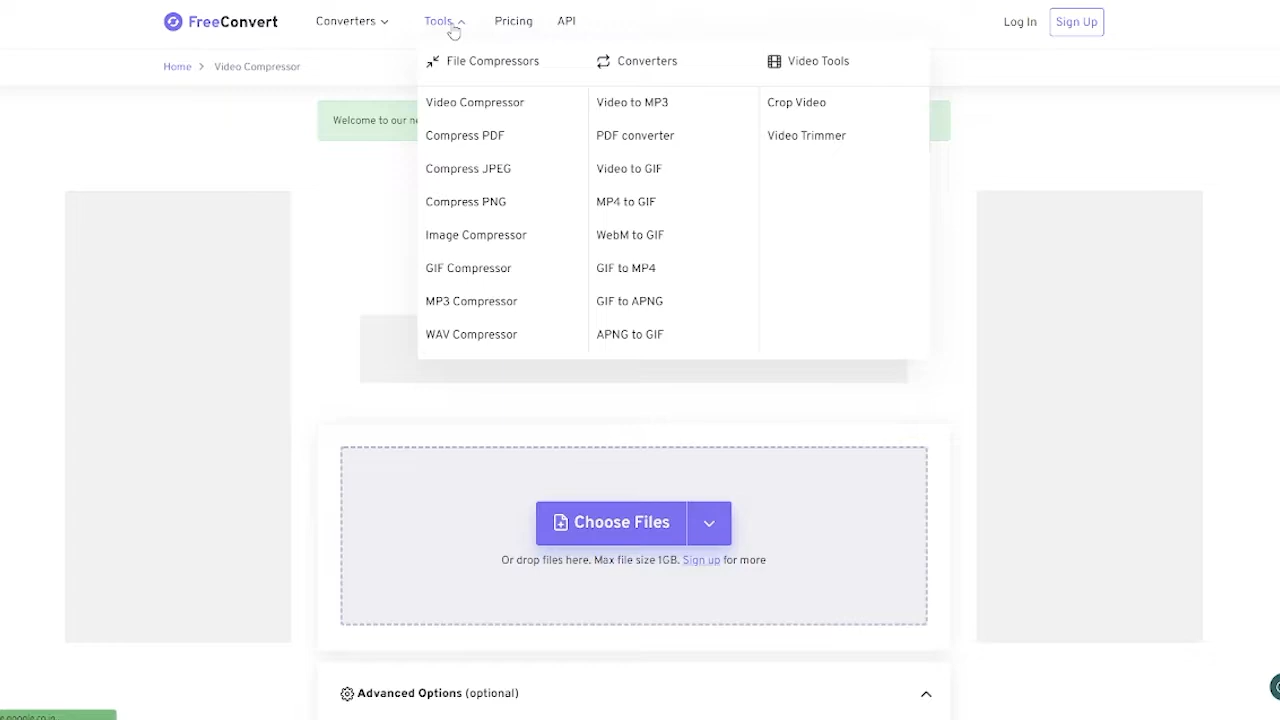 FreeConvert
Converters
Tools
Pricing
API
Log In
Sign Up
Home > Video Compressor
Welcome to our
File Compressors
Video Compressor
Compress PDF
Compress JPEG
Compress PNG
Image Compressor
GIF Compressor
MP3 Compressor
WAV Compressor
Converters
Video to MP3
PDF converter
Video to GIF
MP4 to GIF
WebM to GIF
GIF to MP4
GIF to APNG
APNG to GIF
Video Tools
Crop Video
Video Trimmer
Choose Files
Or drop files here. Max file size 1GB. Sign up for more
Advanced Options (optional)